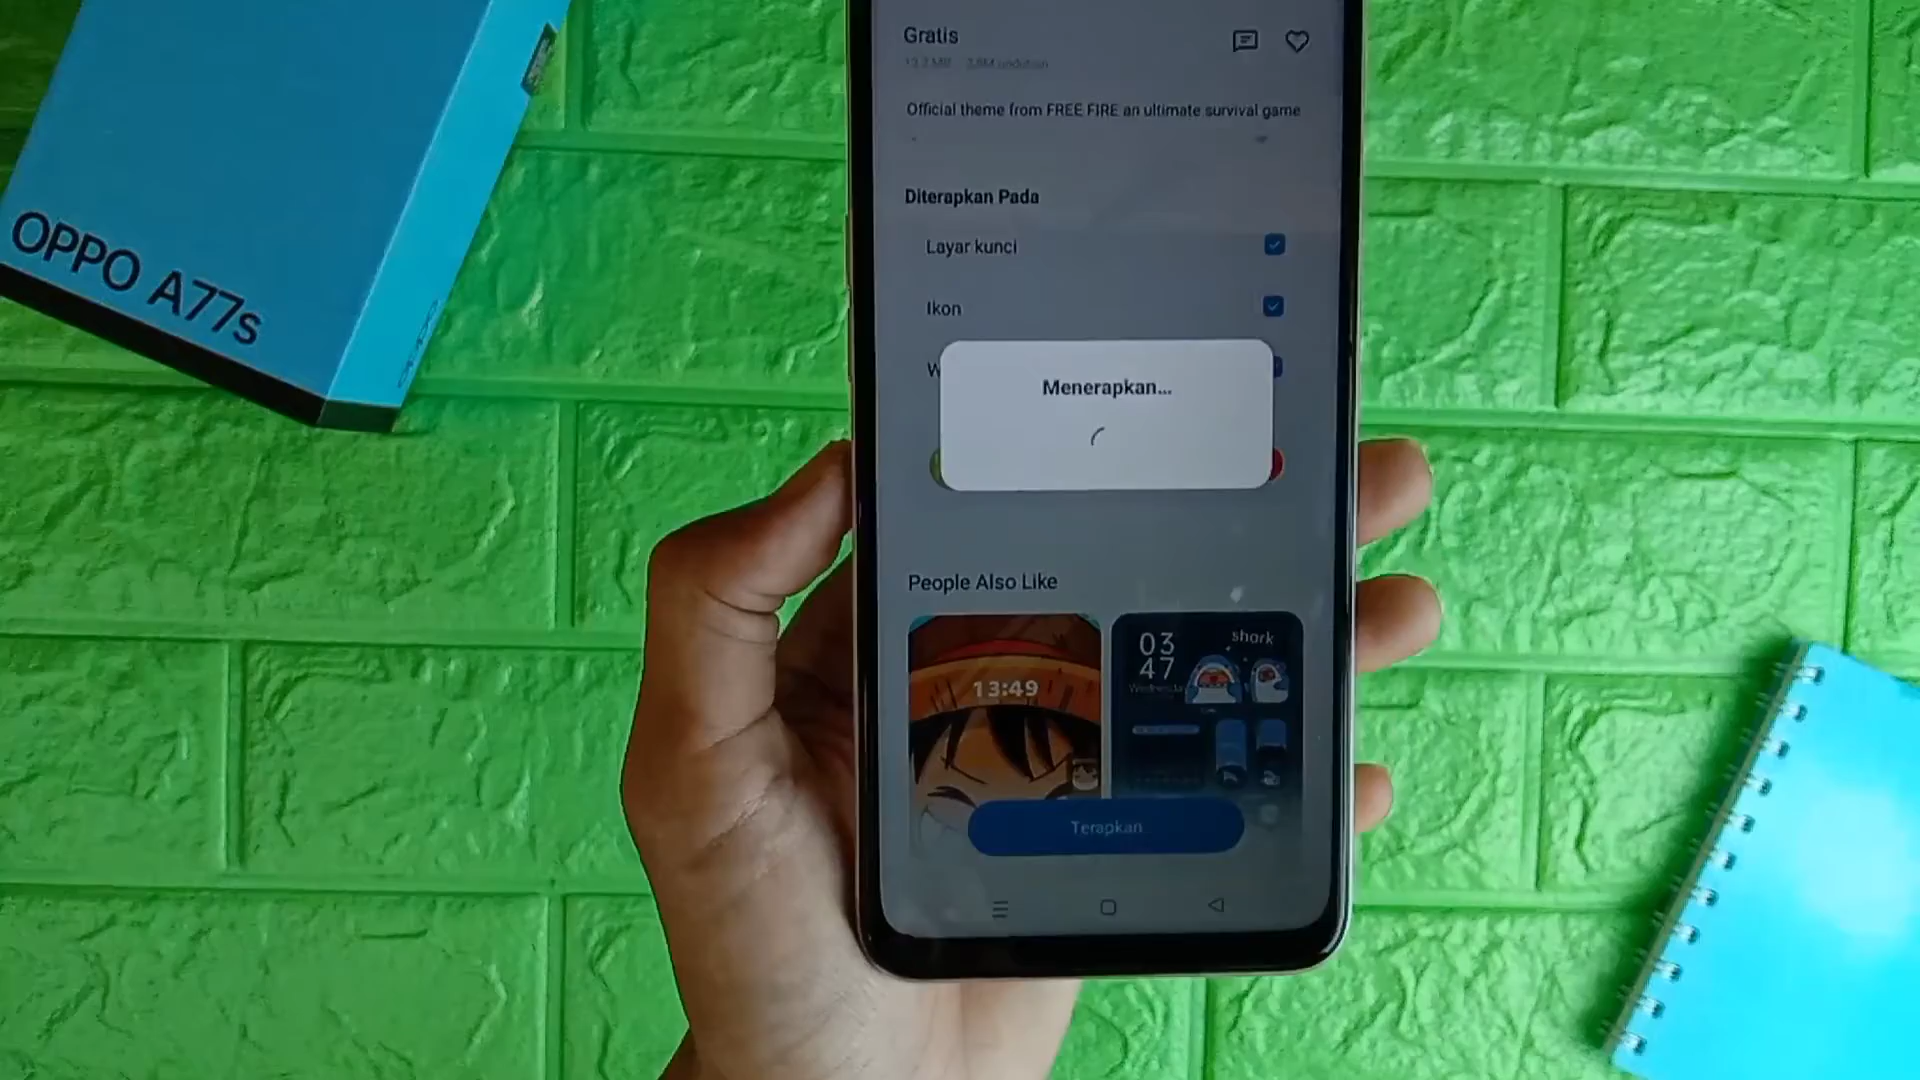 OPPO A77s
Gratis
Official theme from FREE FIRE an ultimate survival game
Diterapkan Pada
Layar kunci
Ikon
W
Menerapkan...
People Also Like
13:49
03
47
shark
Terapkan